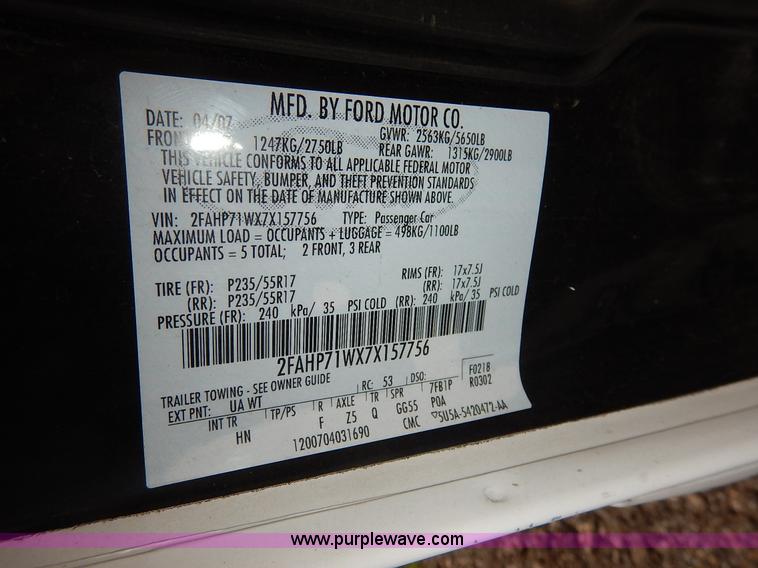 MFD. BY FORD MOTOR CO.
DATE: 04/07 GVWR: 2563KG/5650LB
FRONT 1247KG/2750LB REAR GAWR: 1315KG/2900LB
THIS VEHICLE CONFORMS TO ALL APPLICABLE FEDERAL MOTOR
VEHICLE SAFETY, BUMPER, AND THEFT PREVENTION STANDARDS
IN EFFECT ON THE DATE OF MANUFACTURE SHOWN ABOVE.
VIN: 2FAHP71WX7X157756 TYPE: Passenger Car
MAXIMUM LOAD = OCCUPANTS + LUGGAGE = 498KG/1100LB
OCCUPANTS = 5 TOTAL; 2 FRONT, 3 REAR
TIRE (FR): P235/55R17 RIMS (FR): 17x7.5J
(RR): P235/55R17 (RR): 17x7.5J
PRESSURE (FR): 240 kPa/ 35 PSI COLD (RR): 240 kPa/ 35 PSI COLD
2FAHP71WX7X157756
TRAILER TOWING - SEE OWNER GUIDE RC: 53 DSO: F0218
EXT PNT: UA WT 7FB1P R0302
INT TR TP/PS R AXLE TR SPR POA
HN F Z5 Q GG55
1200704031690 CMC 5U5A-5420472-AA
www.purplewave.com